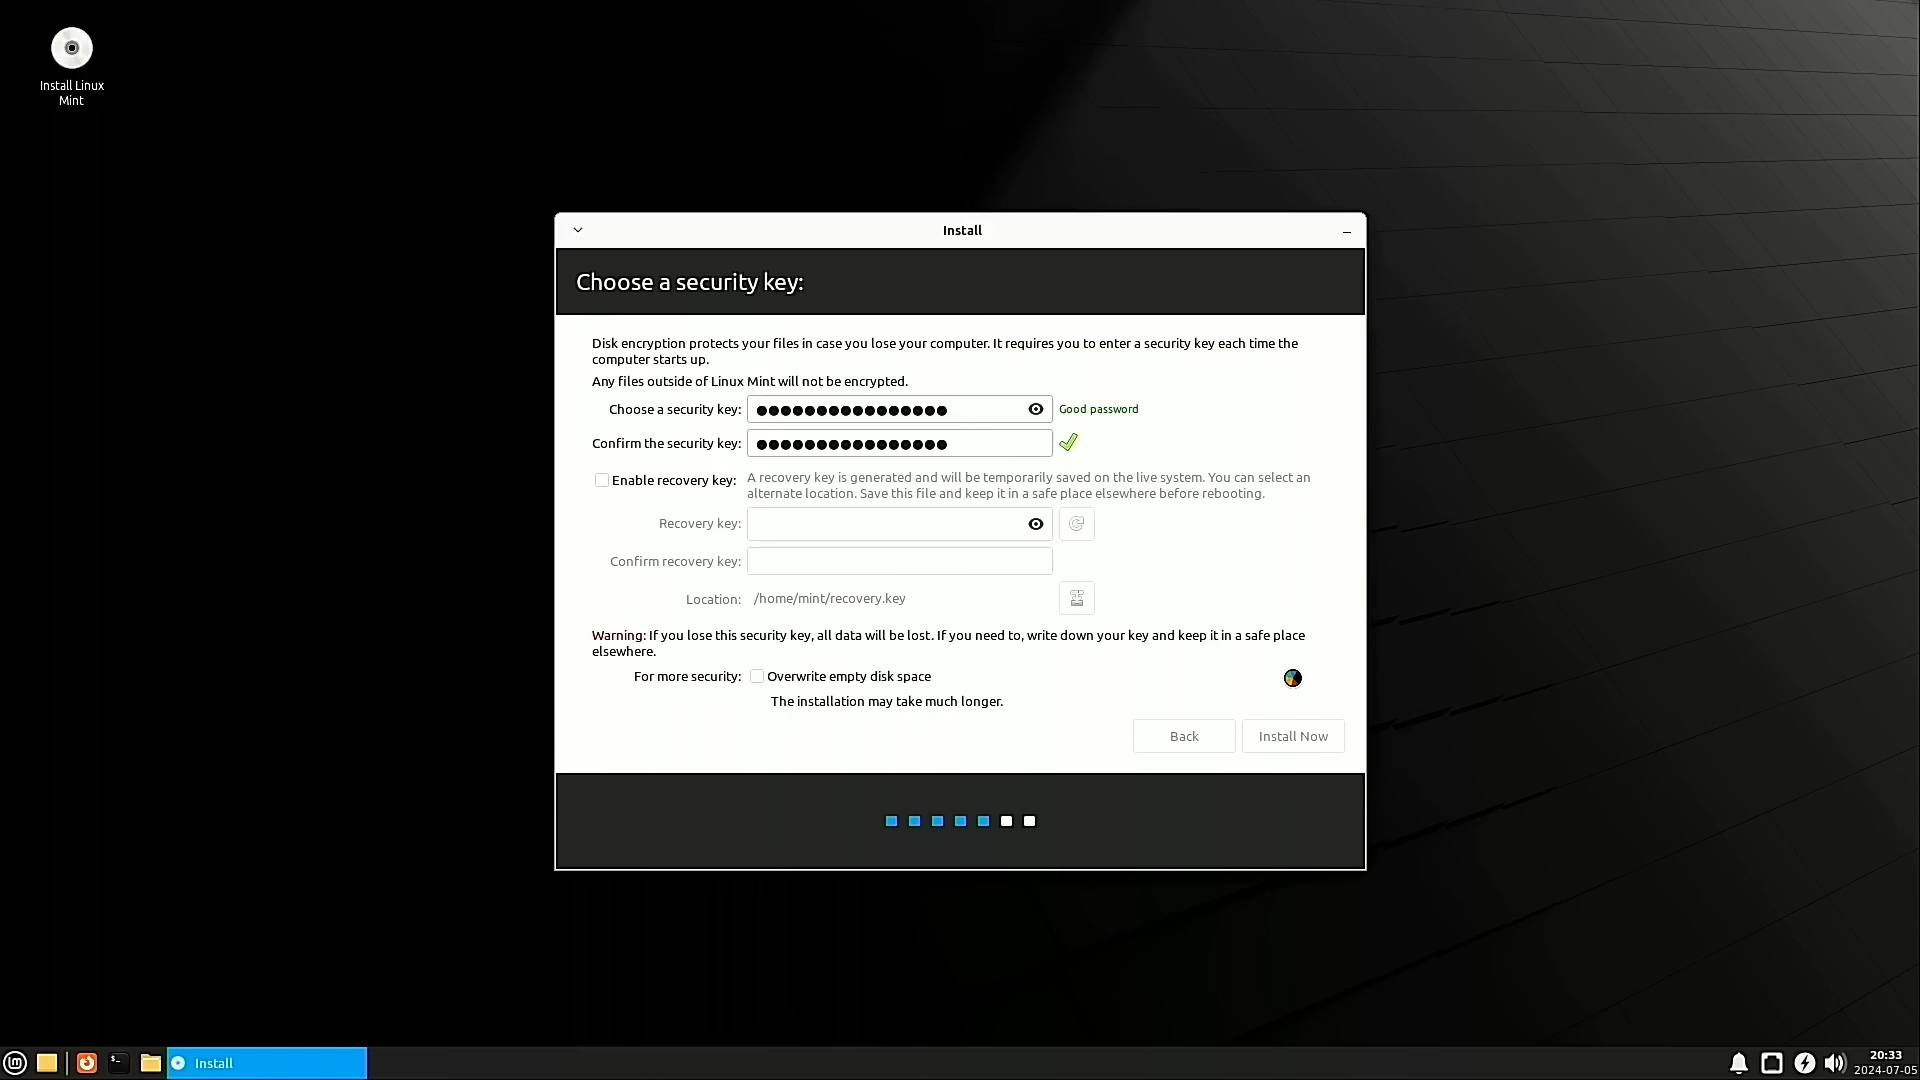 Install Linux
Mint
Install
Choose a security key:
Disk encryption protects your files in case you lose your computer. It requires you to enter a security key each time the
computer starts up.
Any files outside of Linux Mint will not be encrypted.
Choose a security key: ●●●●●●●●●●●●●●●● Good password
Confirm the security key: ●●●●●●●●●●●●●●●●
Enable recovery key: A recovery key is generated and will be temporarily saved on the live system. You can select an
alternate location. Save this file and keep it in a safe place elsewhere before rebooting.
Recovery key:
Confirm recovery key:
Location: /home/mint/recovery.key
Warning: If you lose this security key, all data will be lost. If you need to, write down your key and keep it in a safe place
elsewhere.
For more security: Overwrite empty disk space
The installation may take much longer.
Back Install Now
Install
20:33
2024-07-05